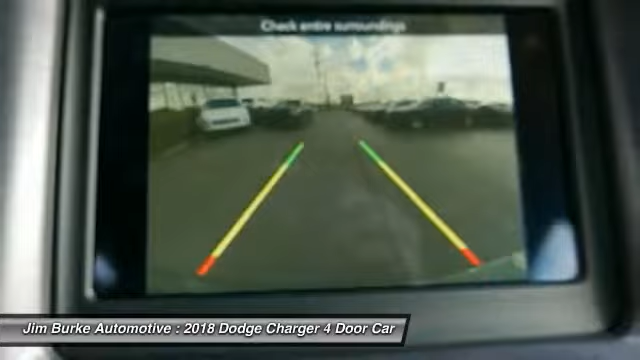 Check entire surroundings
Jim Burke Automotive : 2018 Dodge Charger 4 Door Car